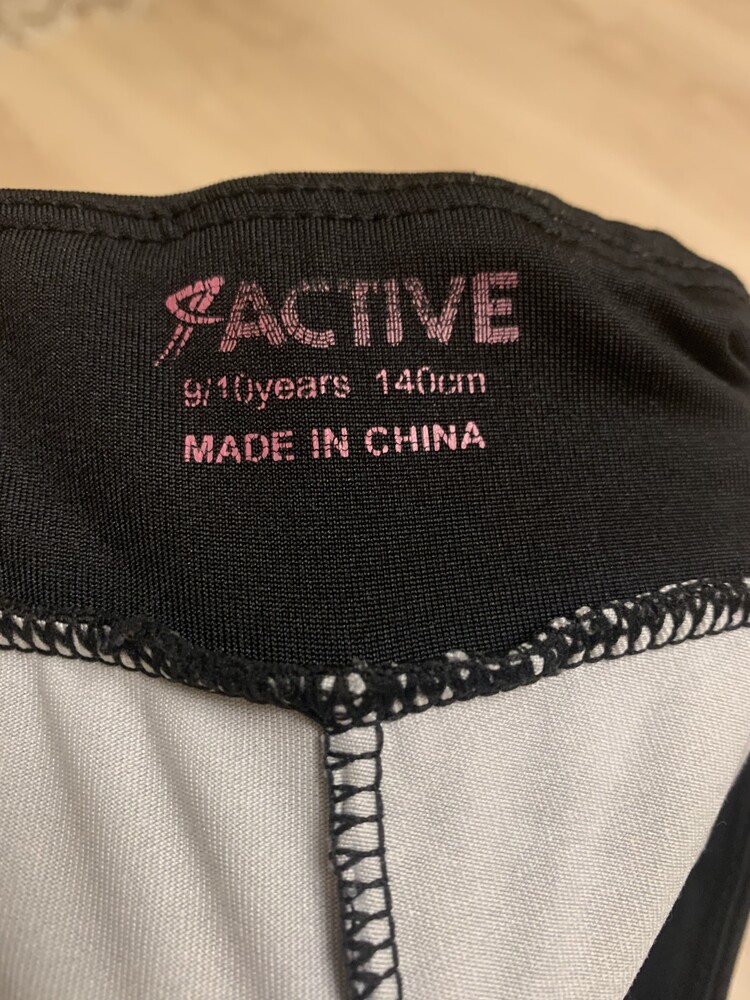 ACTIVE
9/10years 140cm
MADE IN CHINA